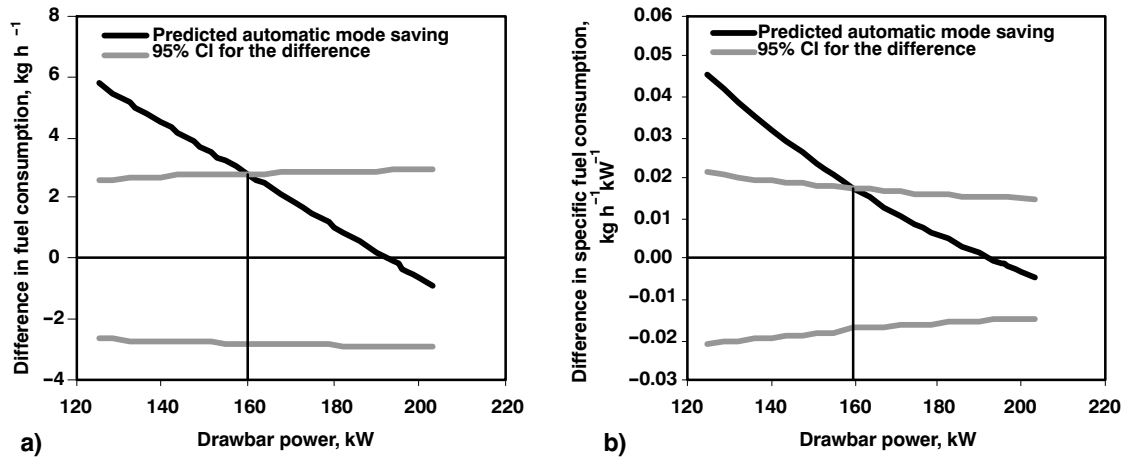 8
6
4
2
0
−2
−4
Difference in fuel consumption, kg h ⁻¹
Predicted automatic mode saving
95% CI for the difference
120 140 160 180 200 220
Drawbar power, kW
a)
0.06
0.05
0.04
0.03
0.02
0.01
0.00
−0.01
−0.02
−0.03
Difference in specific fuel consumption,
kg h⁻¹kW⁻¹
Predicted automatic mode saving
95% CI for the difference
120 140 160 180 200 220
Drawbar power, kW
b)